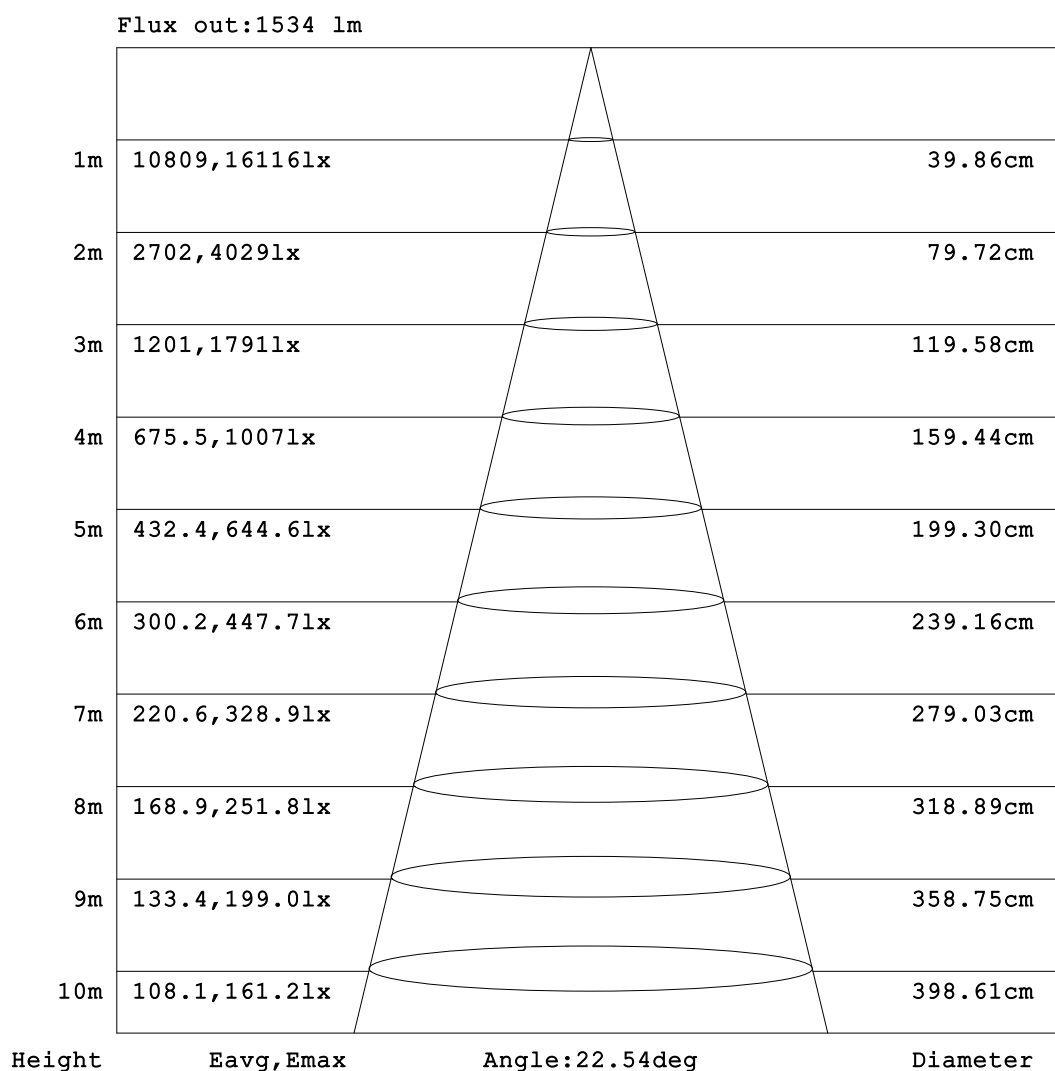 Flux out:1534 lm
1m 10809,16116lx 39.86cm
2m 2702,4029lx 79.72cm
3m 1201,1791lx 119.58cm
4m 675.5,1007lx 159.44cm
5m 432.4,644.6lx 199.30cm
6m 300.2,447.7lx 239.16cm
7m 220.6,328.9lx 279.03cm
8m 168.9,251.8lx 318.89cm
9m 133.4,199.0lx 358.75cm
10m 108.1,161.2lx 398.61cm
Height Eavg,Emax Angle:22.54deg Diameter